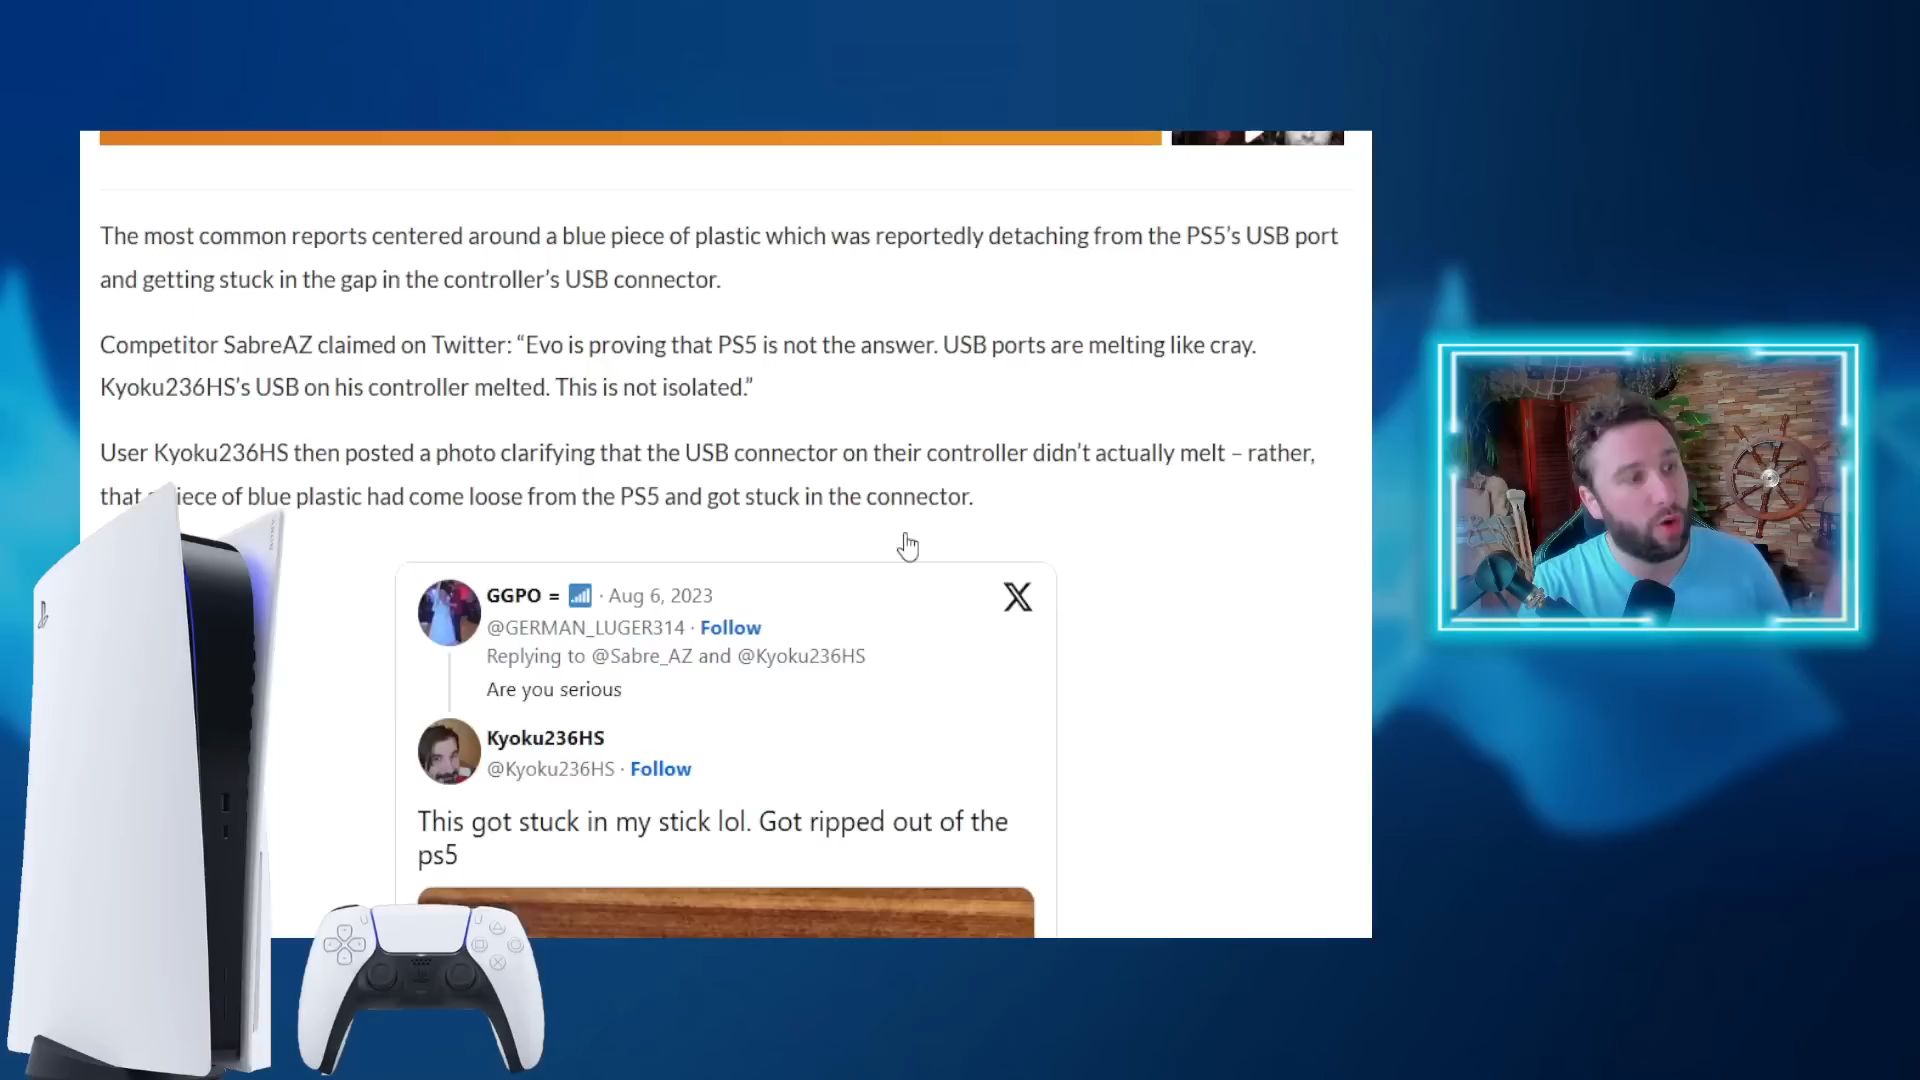 The most common reports centered around a blue piece of plastic which was reportedly detaching from the PS5’s USB port
and getting stuck in the gap in the controller’s USB connector.
Competitor SabreAZ claimed on Twitter: “Evo is proving that PS5 is not the answer. USB ports are melting like cray.
Kyoku236HS’s USB on his controller melted. This is not isolated.”
User Kyoku236HS then posted a photo clarifying that the USB connector on their controller didn’t actually melt – rather,
that iece of blue plastic had come loose from the PS5 and got stuck in the connector.
GGPO = · Aug 6, 2023
@GERMAN_LUGER314 · Follow
Replying to @Sabre_AZ and @Kyoku236HS
Are you serious
Kyoku236HS
@Kyoku236HS · Follow
This got stuck in my stick lol. Got ripped out of the
ps5